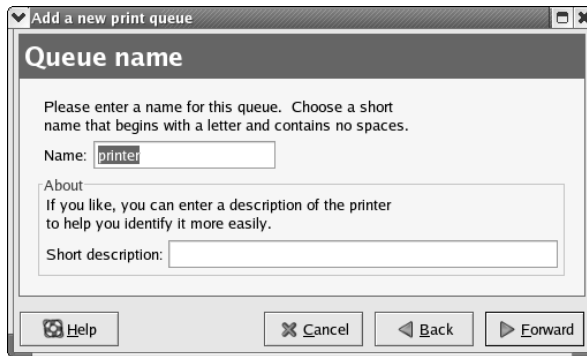 Add a new print queue
Queue name
Please enter a name for this queue.  Choose a short
name that begins with a letter and contains no spaces.
Name: printer
About
If you like, you can enter a description of the printer
to help you identify it more easily.
Short description:
Help
Cancel
Back
Forward